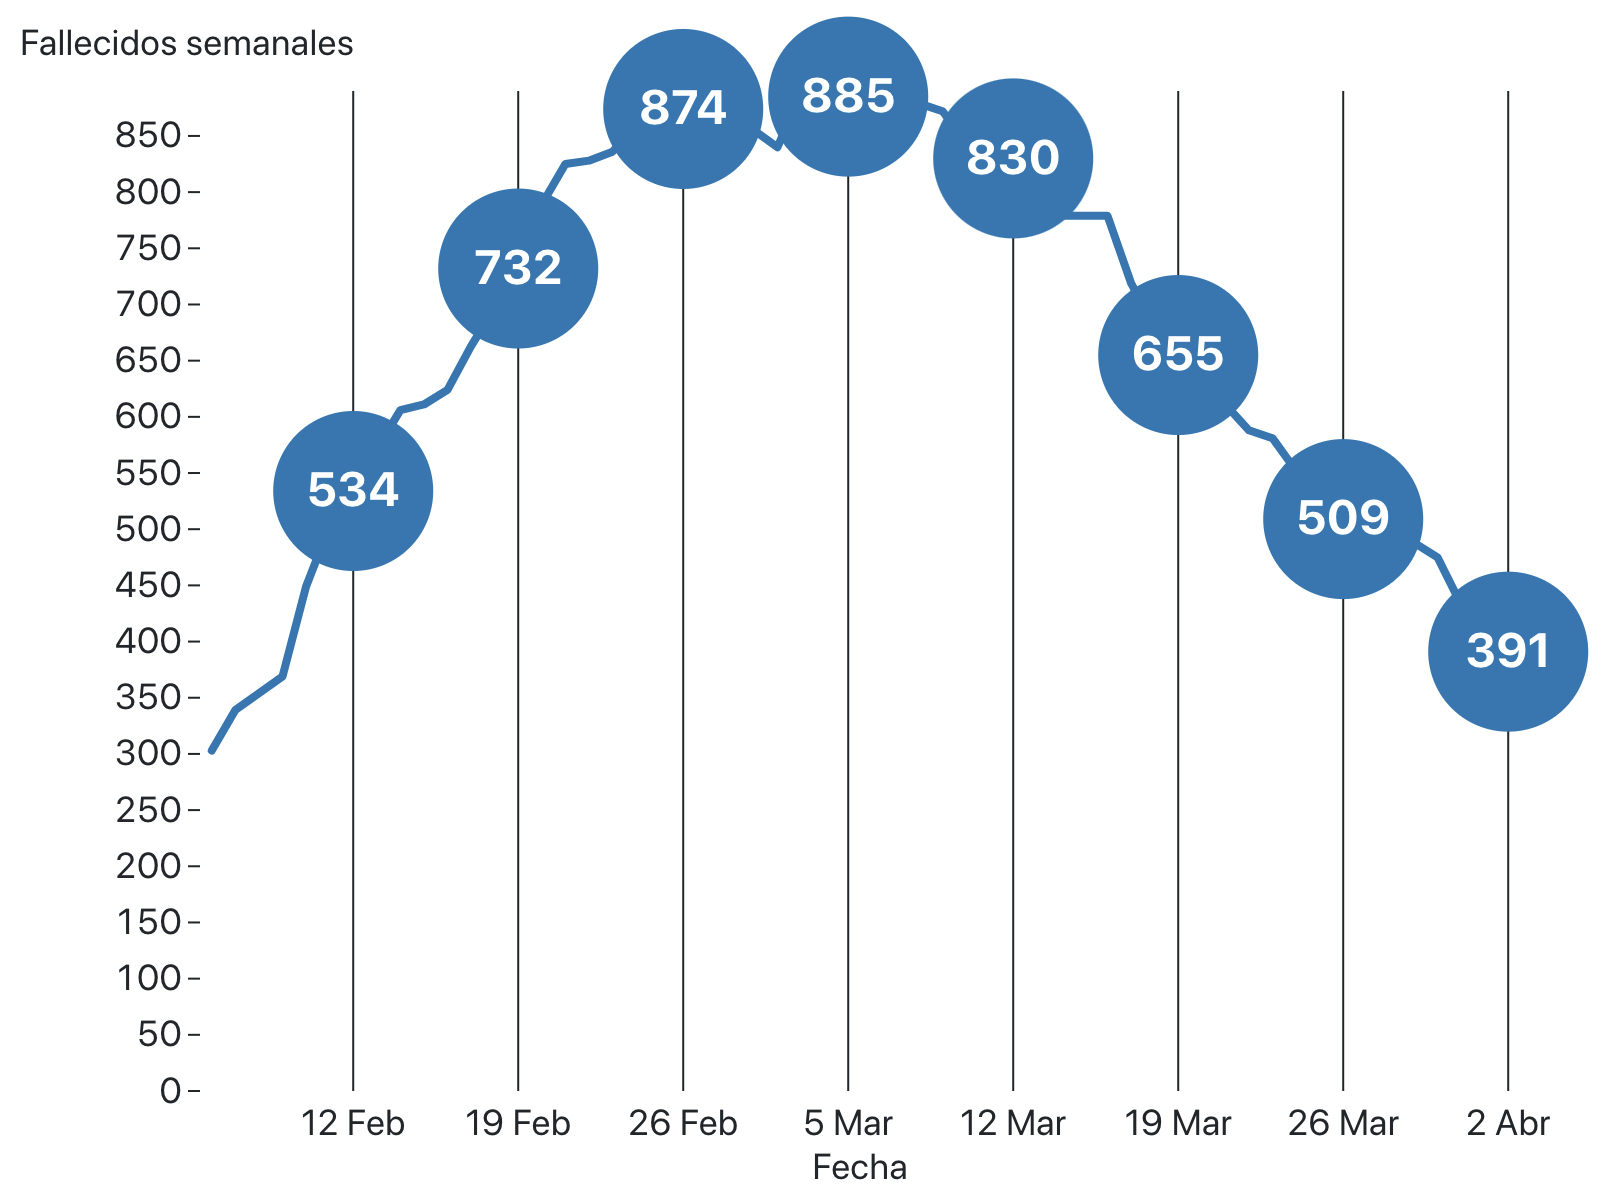 Fallecidos semanales
874
885
830
732
655
534
509
391
850
800
750
700
650
600
550
500
450
400
350
300
250
200
150
100
50
0
12 Feb
19 Feb
26 Feb
5 Mar
12 Mar
19 Mar
26 Mar
2 Abr
Fecha